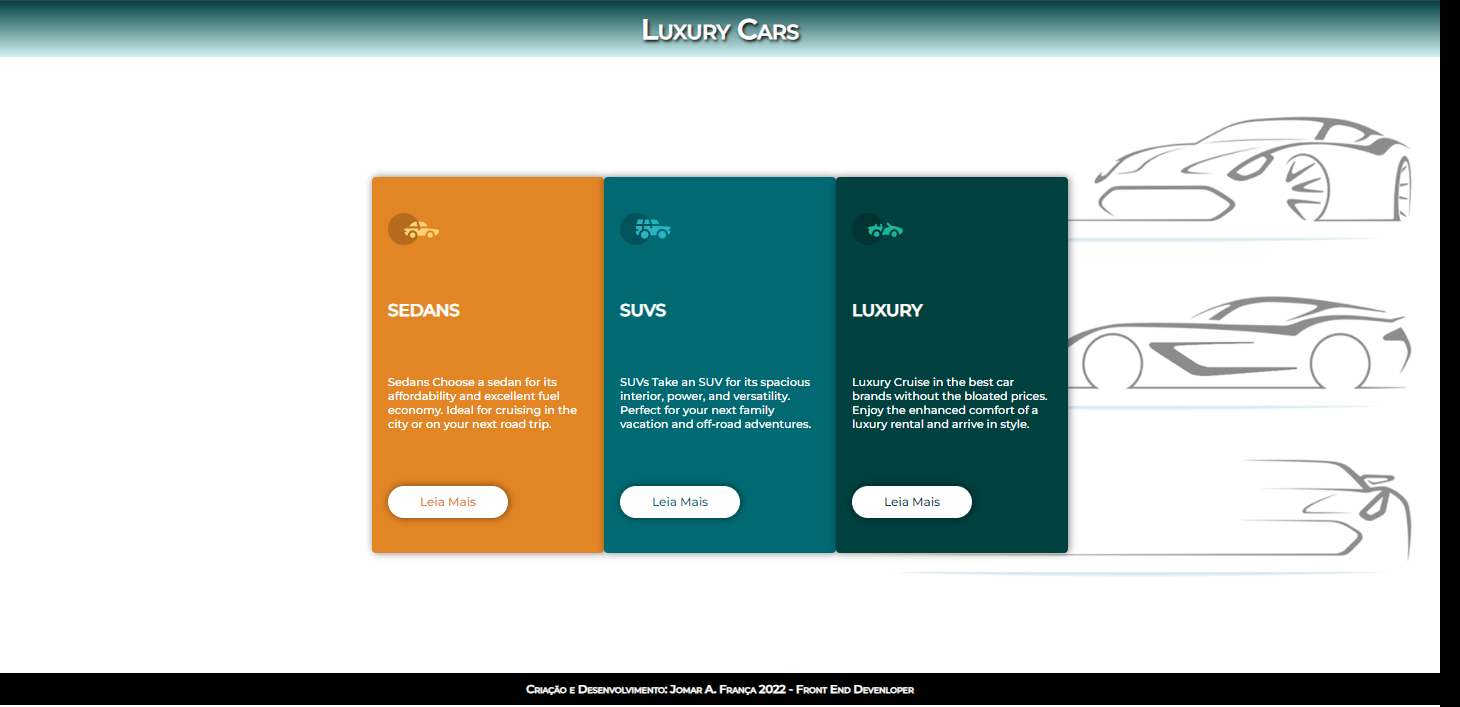 Luxury Cars
SEDANS
Sedans Choose a sedan for its
affordability and excellent fuel
economy. Ideal for cruising in the
city or on your next road trip.
Leia Mais
SUVS
SUVs Take an SUV for its spacious
interior, power, and versatility.
Perfect for your next family
vacation and off-road adventures.
Leia Mais
LUXURY
Luxury Cruise in the best car
brands without the bloated prices.
Enjoy the enhanced comfort of a
luxury rental and arrive in style.
Leia Mais
Criação e Desenvolvimento: Jomar A. França 2022 - Front End Devenloper